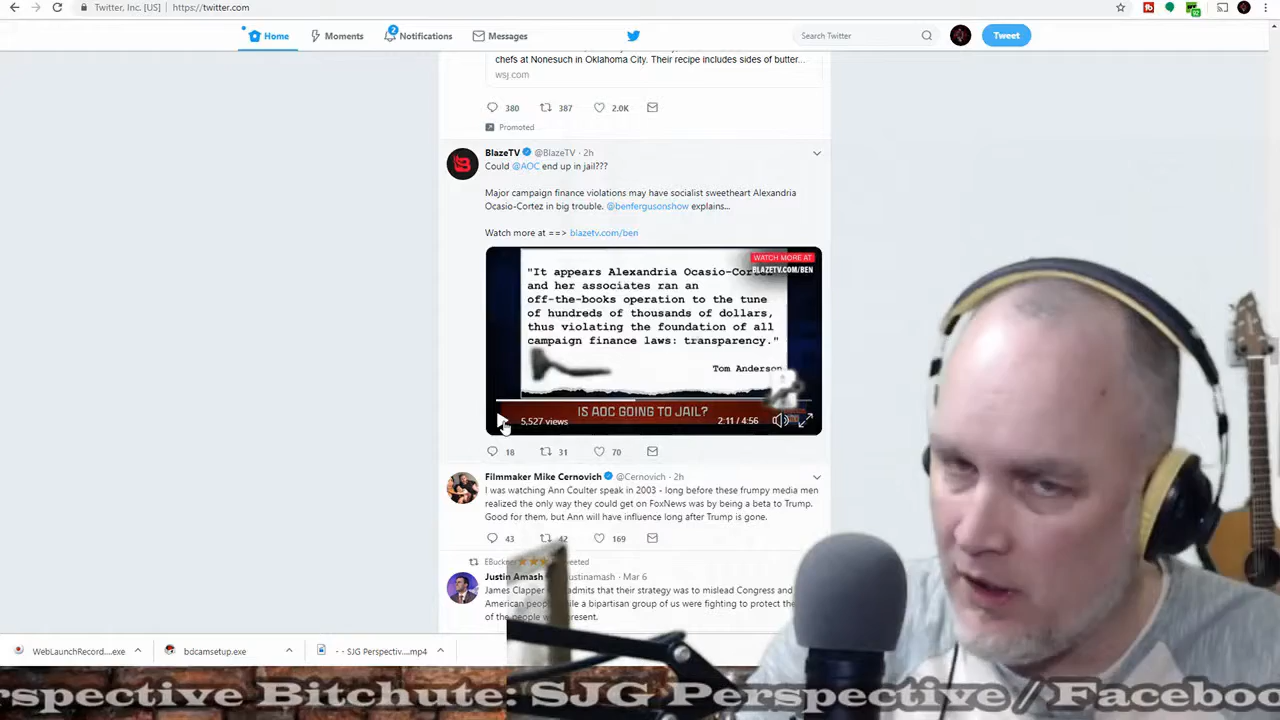 Twitter, Inc. [US]
https://twitter.com
92
Home
Moments
2
Notifications
Messages
Search Twitter
Tweet
chefs at Nonesuch in Oklahoma City. Their recipe includes sides of butter...
wsj.com
380 387 2.0K
Promoted
BlazeTV @BlazeTV · 2h
Could @AOC end up in jail???
Major campaign finance violations may have socialist sweetheart Alexandria
Ocasio-Cortez in big trouble. @benfergusonshow explains...
Watch more at ==> blazetv.com/ben
WATCH MORE AT
BLAZETV.COM/BEN
"It appears Alexandria Ocasio-Cor
and her associates ran an
off-the-books operation to the tune
of hundreds of thousands of dollars,
thus violating the foundation of all
campaign finance laws: transparency."
Tom Anderson
IS AOC GOING TO JAIL?
5,527 views
2:11 / 4:56
18 31 70
Filmmaker Mike Cernovich @Cernovich · 2h
I was watching Ann Coulter speak in 2003 - long before these frumpy media men
realized the only way they could get on FoxNews was by being a beta to Trump.
Good for them, but Ann will have influence long after Trump is gone.
43 42 169
Justin Amash justinamash · Mar 6
James Clapper admits that their strategy was to mislead Congress and
American people while a bipartisan group of us were fighting to protect the
of the people we represent.
WebLaunchRecord....exe
bdcamsetup.exe
- - SJG Perspectiv....mp4
rspective Bitchute: SJG Perspective / Faceboo